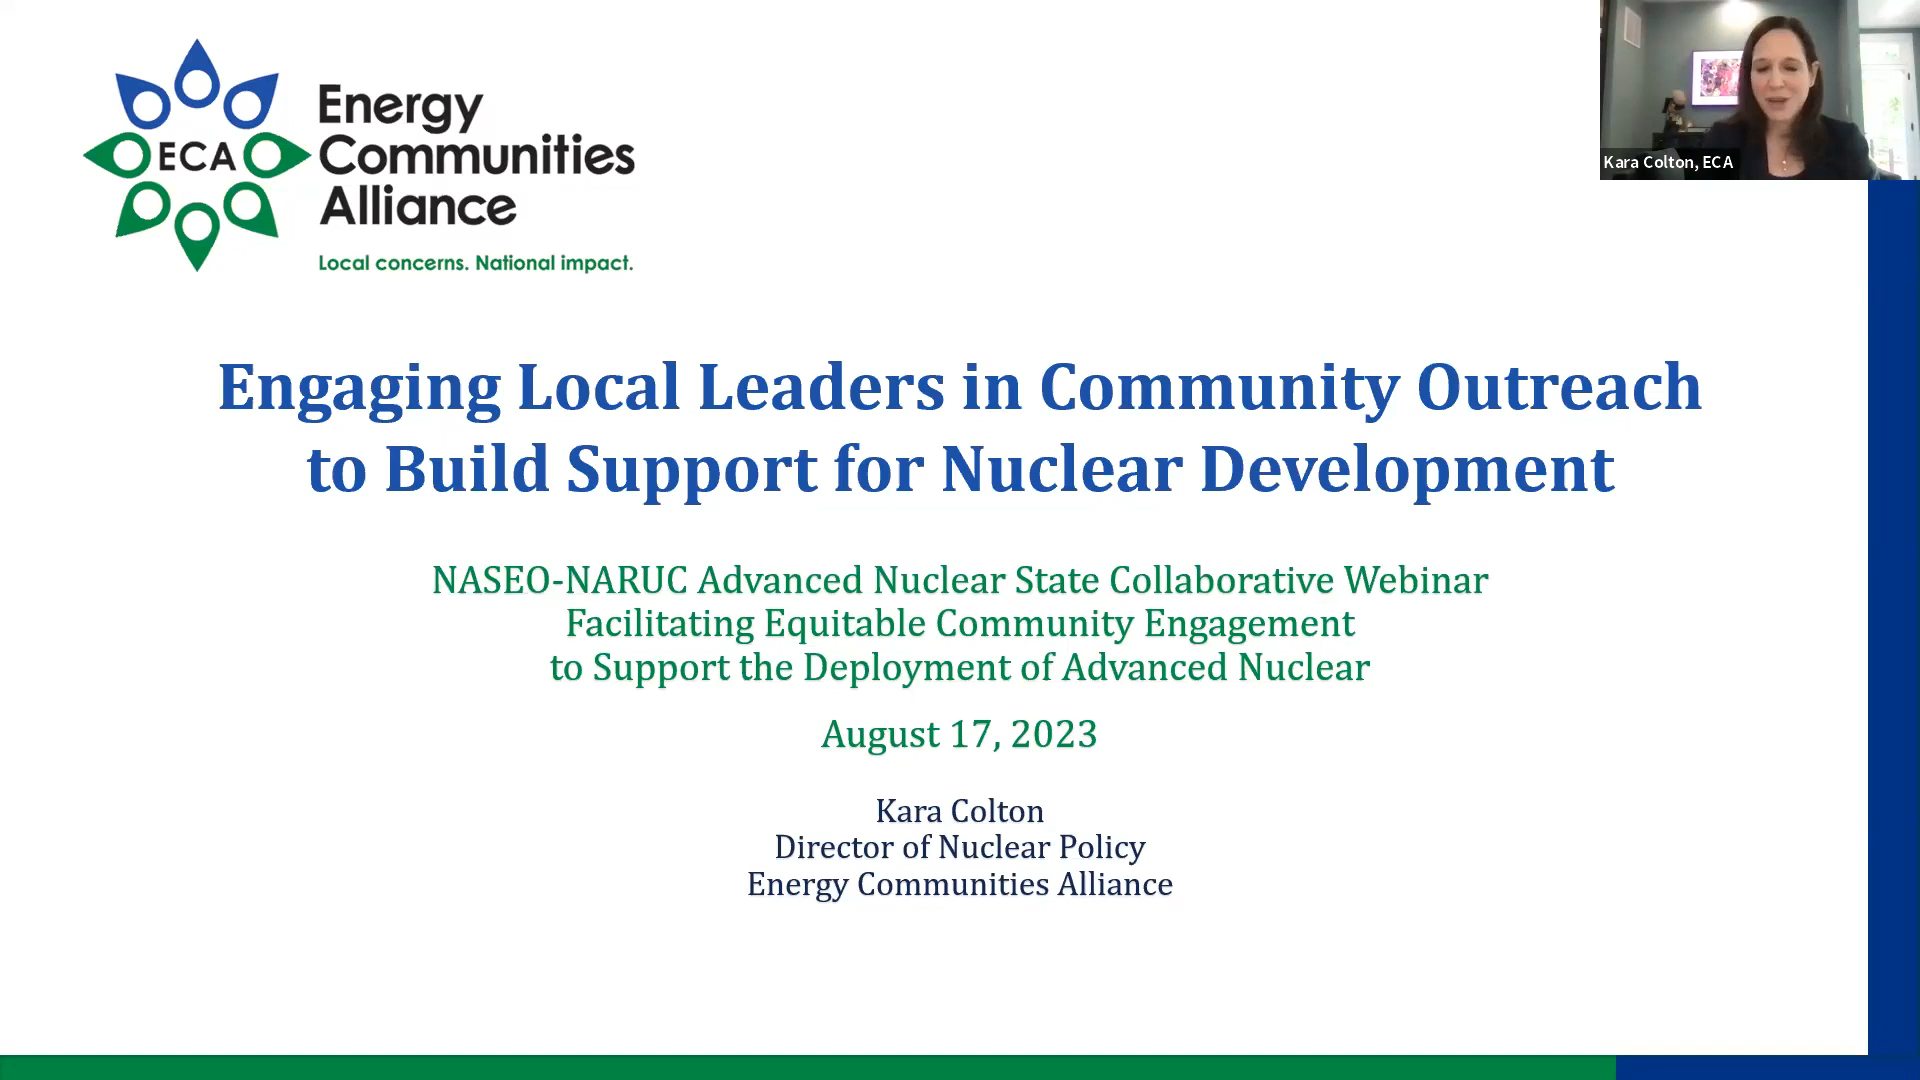 ECA
Energy
Communities
Alliance
Local concerns. National impact.
Kara Colton, ECA
Engaging Local Leaders in Community Outreach
to Build Support for Nuclear Development
NASEO-NARUC Advanced Nuclear State Collaborative Webinar
Facilitating Equitable Community Engagement
to Support the Deployment of Advanced Nuclear
August 17, 2023
Kara Colton
Director of Nuclear Policy
Energy Communities Alliance